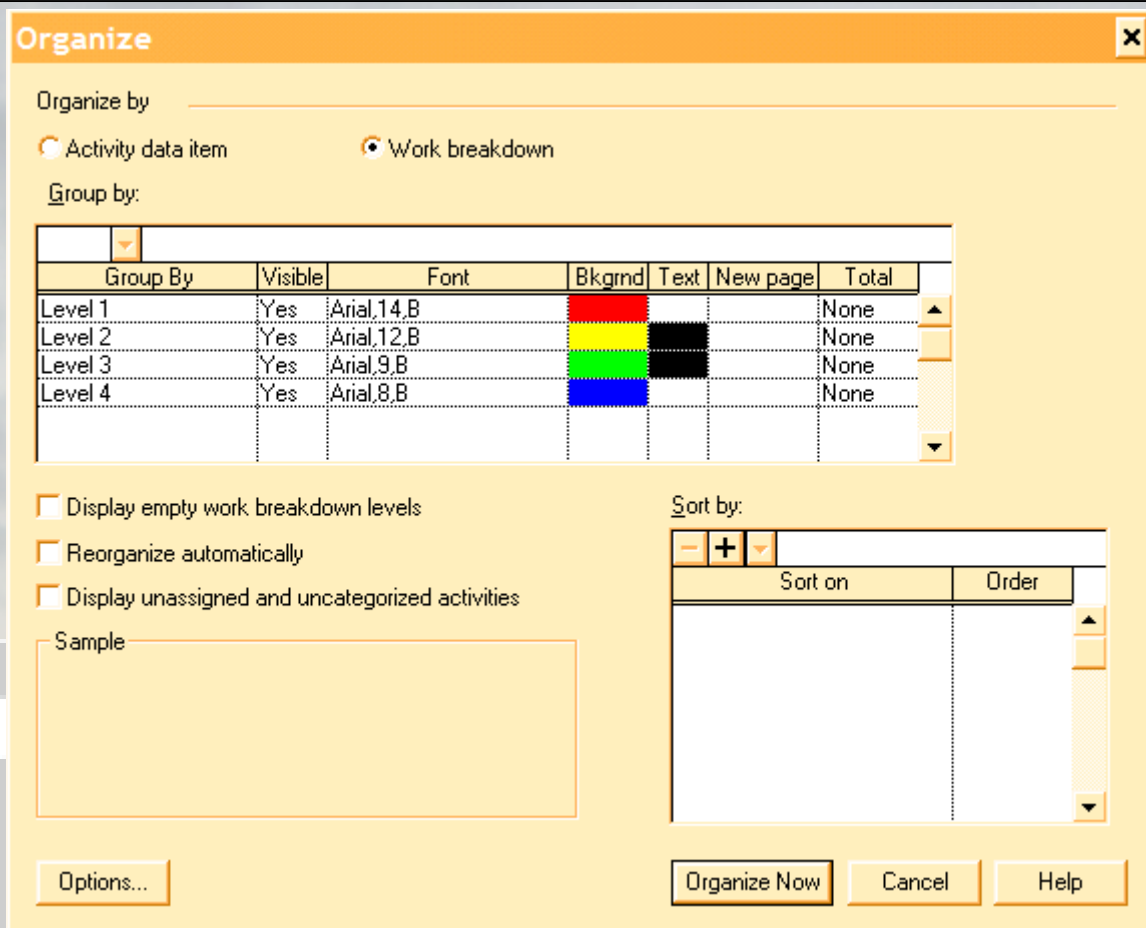 Organize
Organize by
Activity data item Work breakdown
Group by:
Group By Visible Font Bkgrnd Text New page Total
Level 1 Yes Arial,14,B None
Level 2 Yes Arial,12,B None
Level 3 Yes Arial,9,B None
Level 4 Yes Arial,8,B None
Display empty work breakdown levels
Reorganize automatically
Display unassigned and uncategorized activities
Sample
Sort by:
Sort on Order
Options... Organize Now Cancel Help